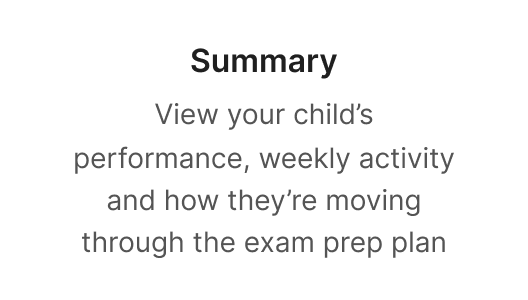 Summary
View your child’s
performance, weekly activity
and how they’re moving
through the exam prep plan